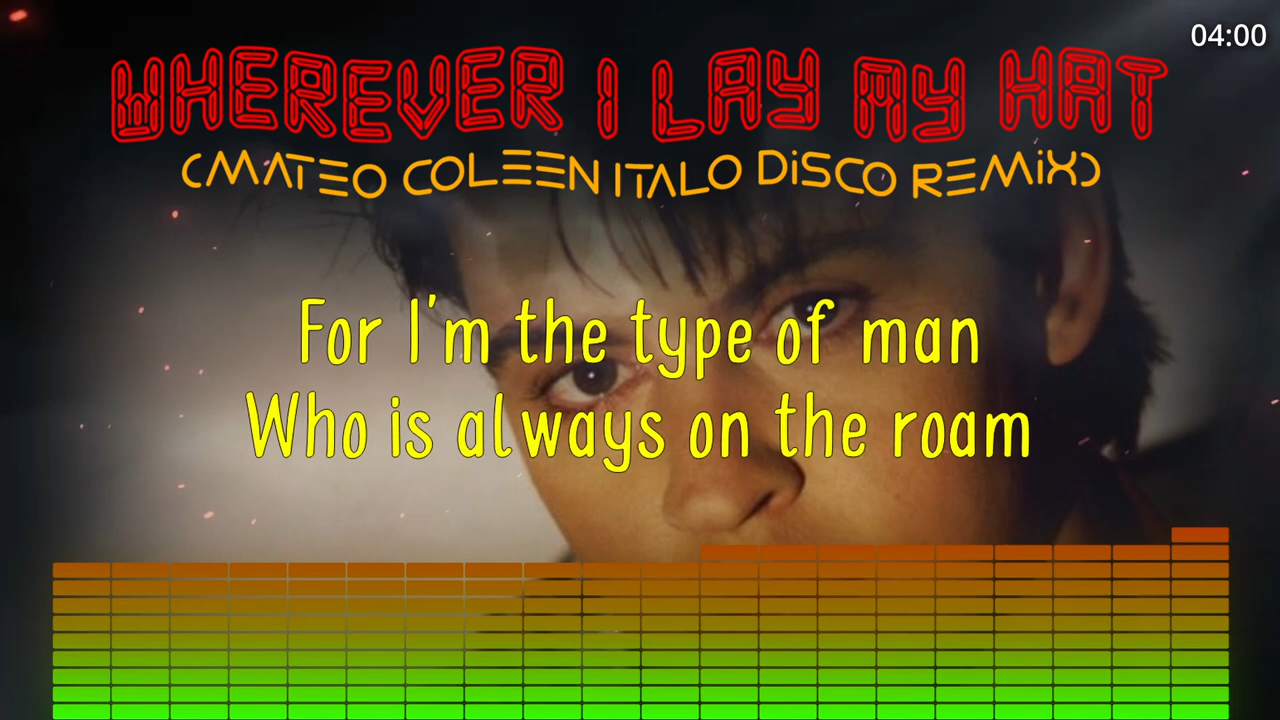 04:00
WHEREVER I LAY MY HAT
(MATEO COLEEN ITALO DiSCO REMiX)
For I'm the type of man
Who is always on the roam